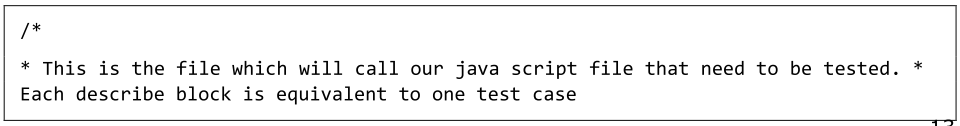 /*
* This is the file which will call our java script file that need to be tested. *
Each describe block is equivalent to one test case
13